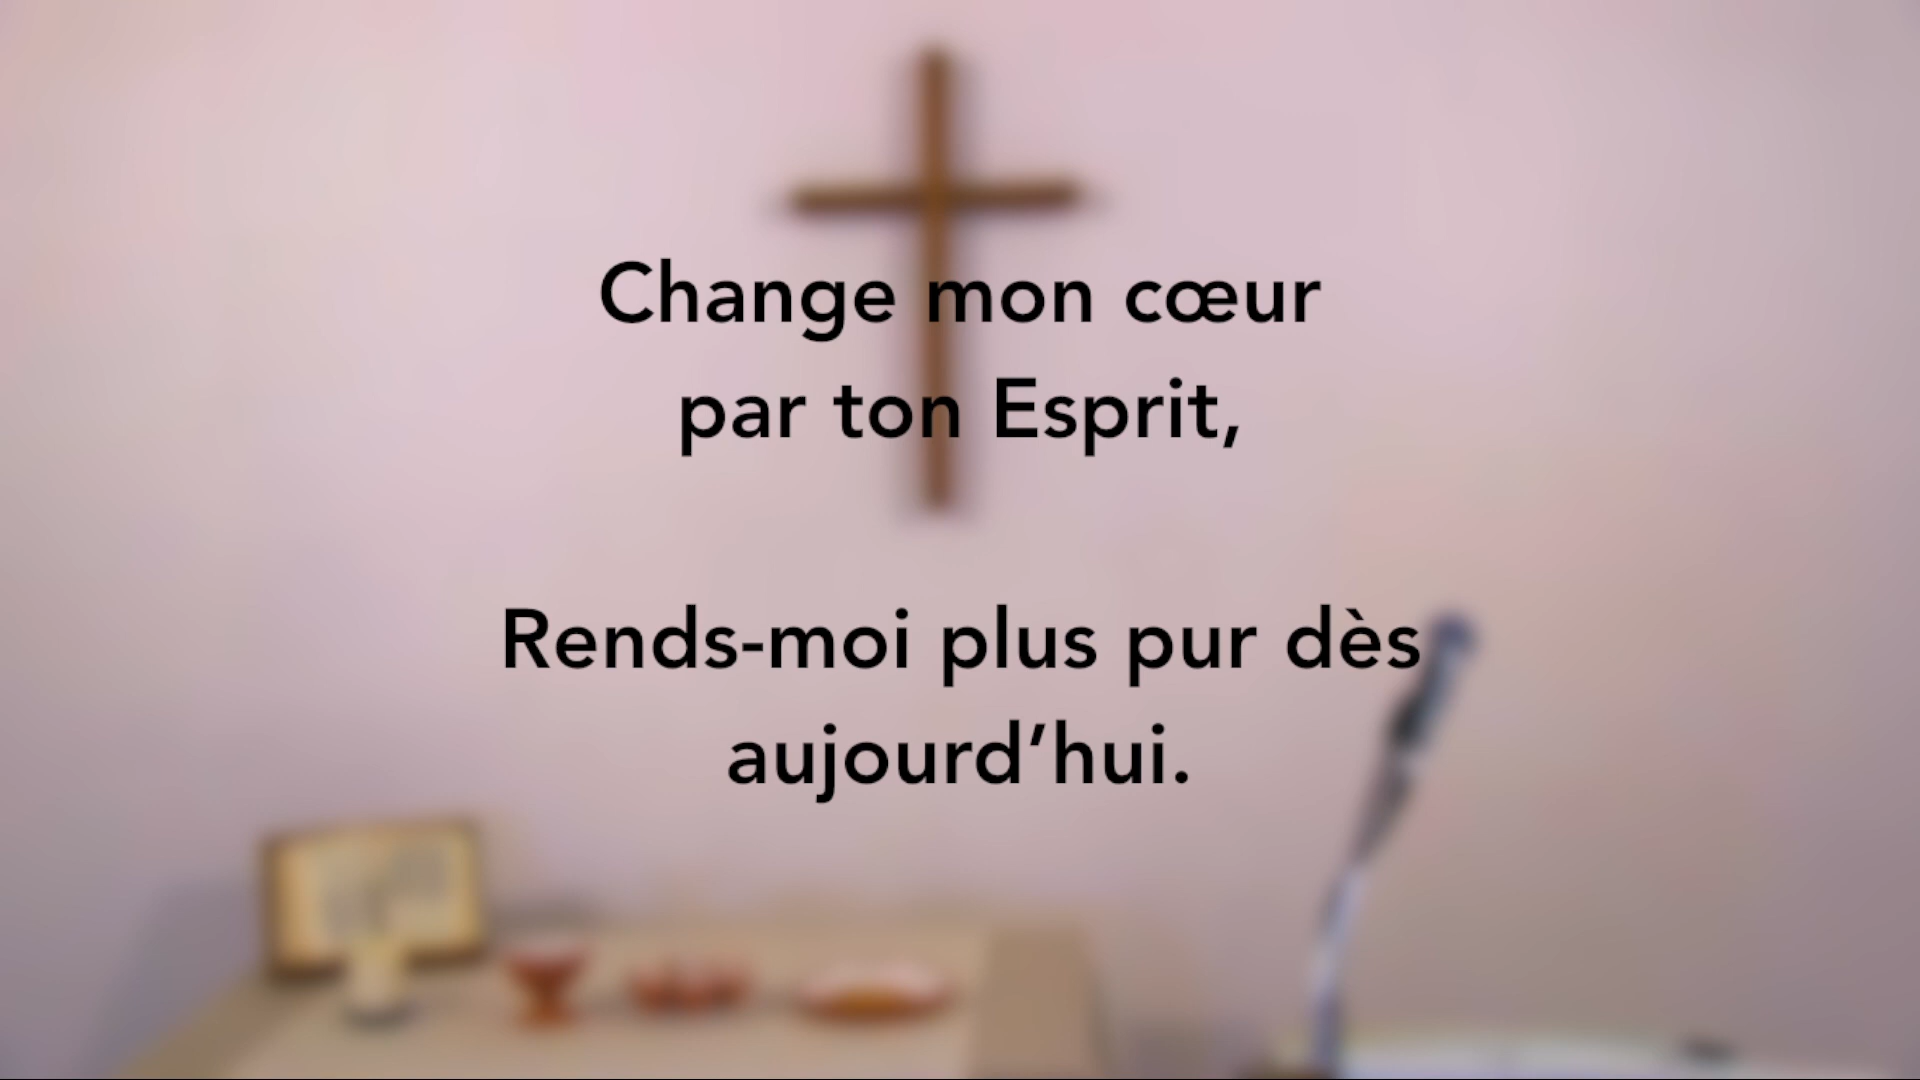 Change mon cœur
par ton Esprit,
Rends-moi plus pur dès
aujourd’hui.